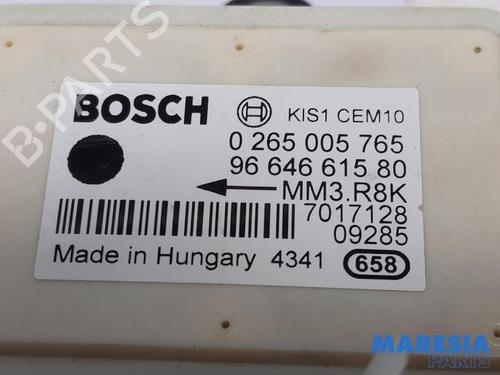 BOSCH KIS1 CEM10
0 265 005 765
96 646 615 80
MM3.R8K
7017128
09285
Made in Hungary 4341 658
B-PARTS
MARESIA
PARTS